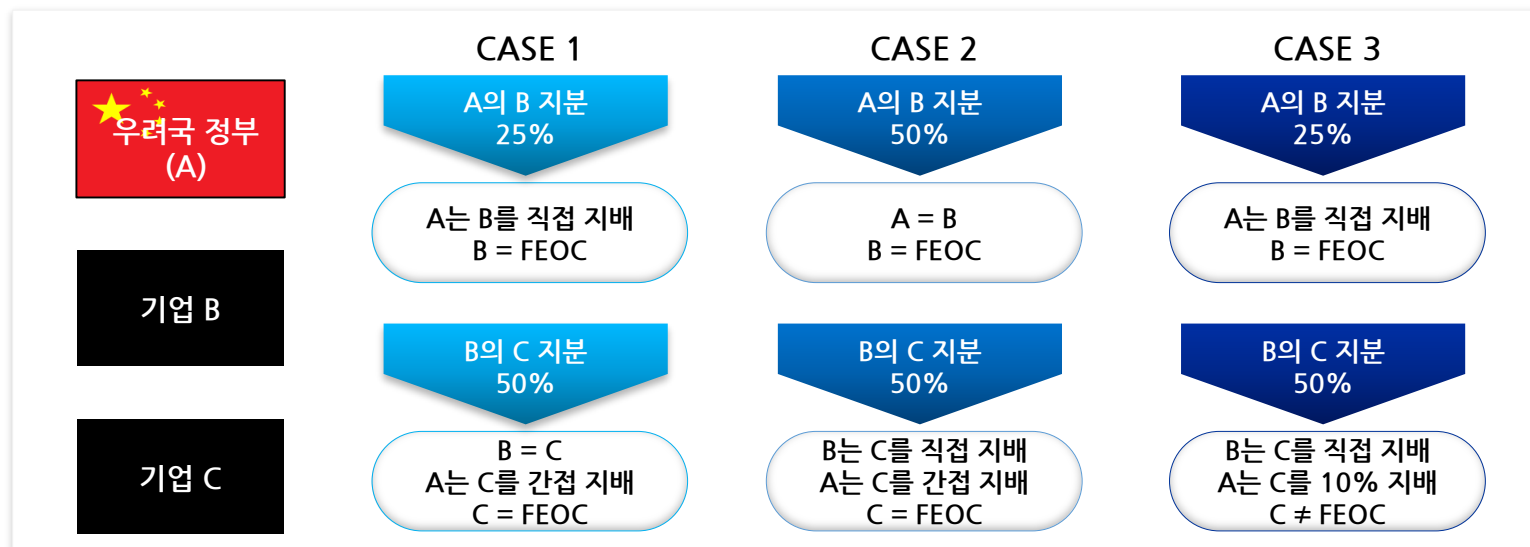 CASE 1
CASE 2
CASE 3
우려국 정부
(A)
A의 B 지분
25%
A의 B 지분
50%
A의 B 지분
25%
A는 B를 직접 지배
B = FEOC
A = B
B = FEOC
A는 B를 직접 지배
B = FEOC
기업 B
B의 C 지분
50%
B의 C 지분
50%
B의 C 지분
50%
기업 C
B = C
A는 C를 간접 지배
C = FEOC
B는 C를 직접 지배
A는 C를 간접 지배
C = FEOC
B는 C를 직접 지배
A는 C를 10% 지배
C ≠ FEOC